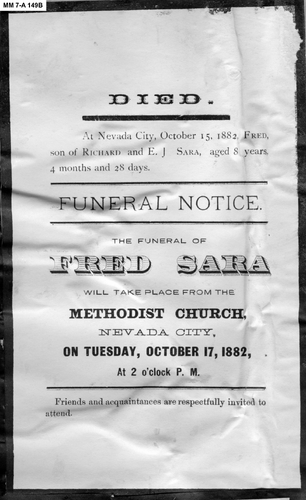 MM 7-A 149B
DIED.
At Nevada City, October 15, 1882, FRED,
son of RICHARD and E. J SARA, aged 8 years,
4 months and 28 days.
FUNERAL NOTICE.
THE FUNERAL OF
FRED SARA
WILL TAKE PLACE FROM THE
METHODIST CHURCH,
NEVADA CITY,
ON TUESDAY, OCTOBER 17, 1882,
At 2 o'clock P. M.
Friends and acquaintances are respectfully invited to
attend.